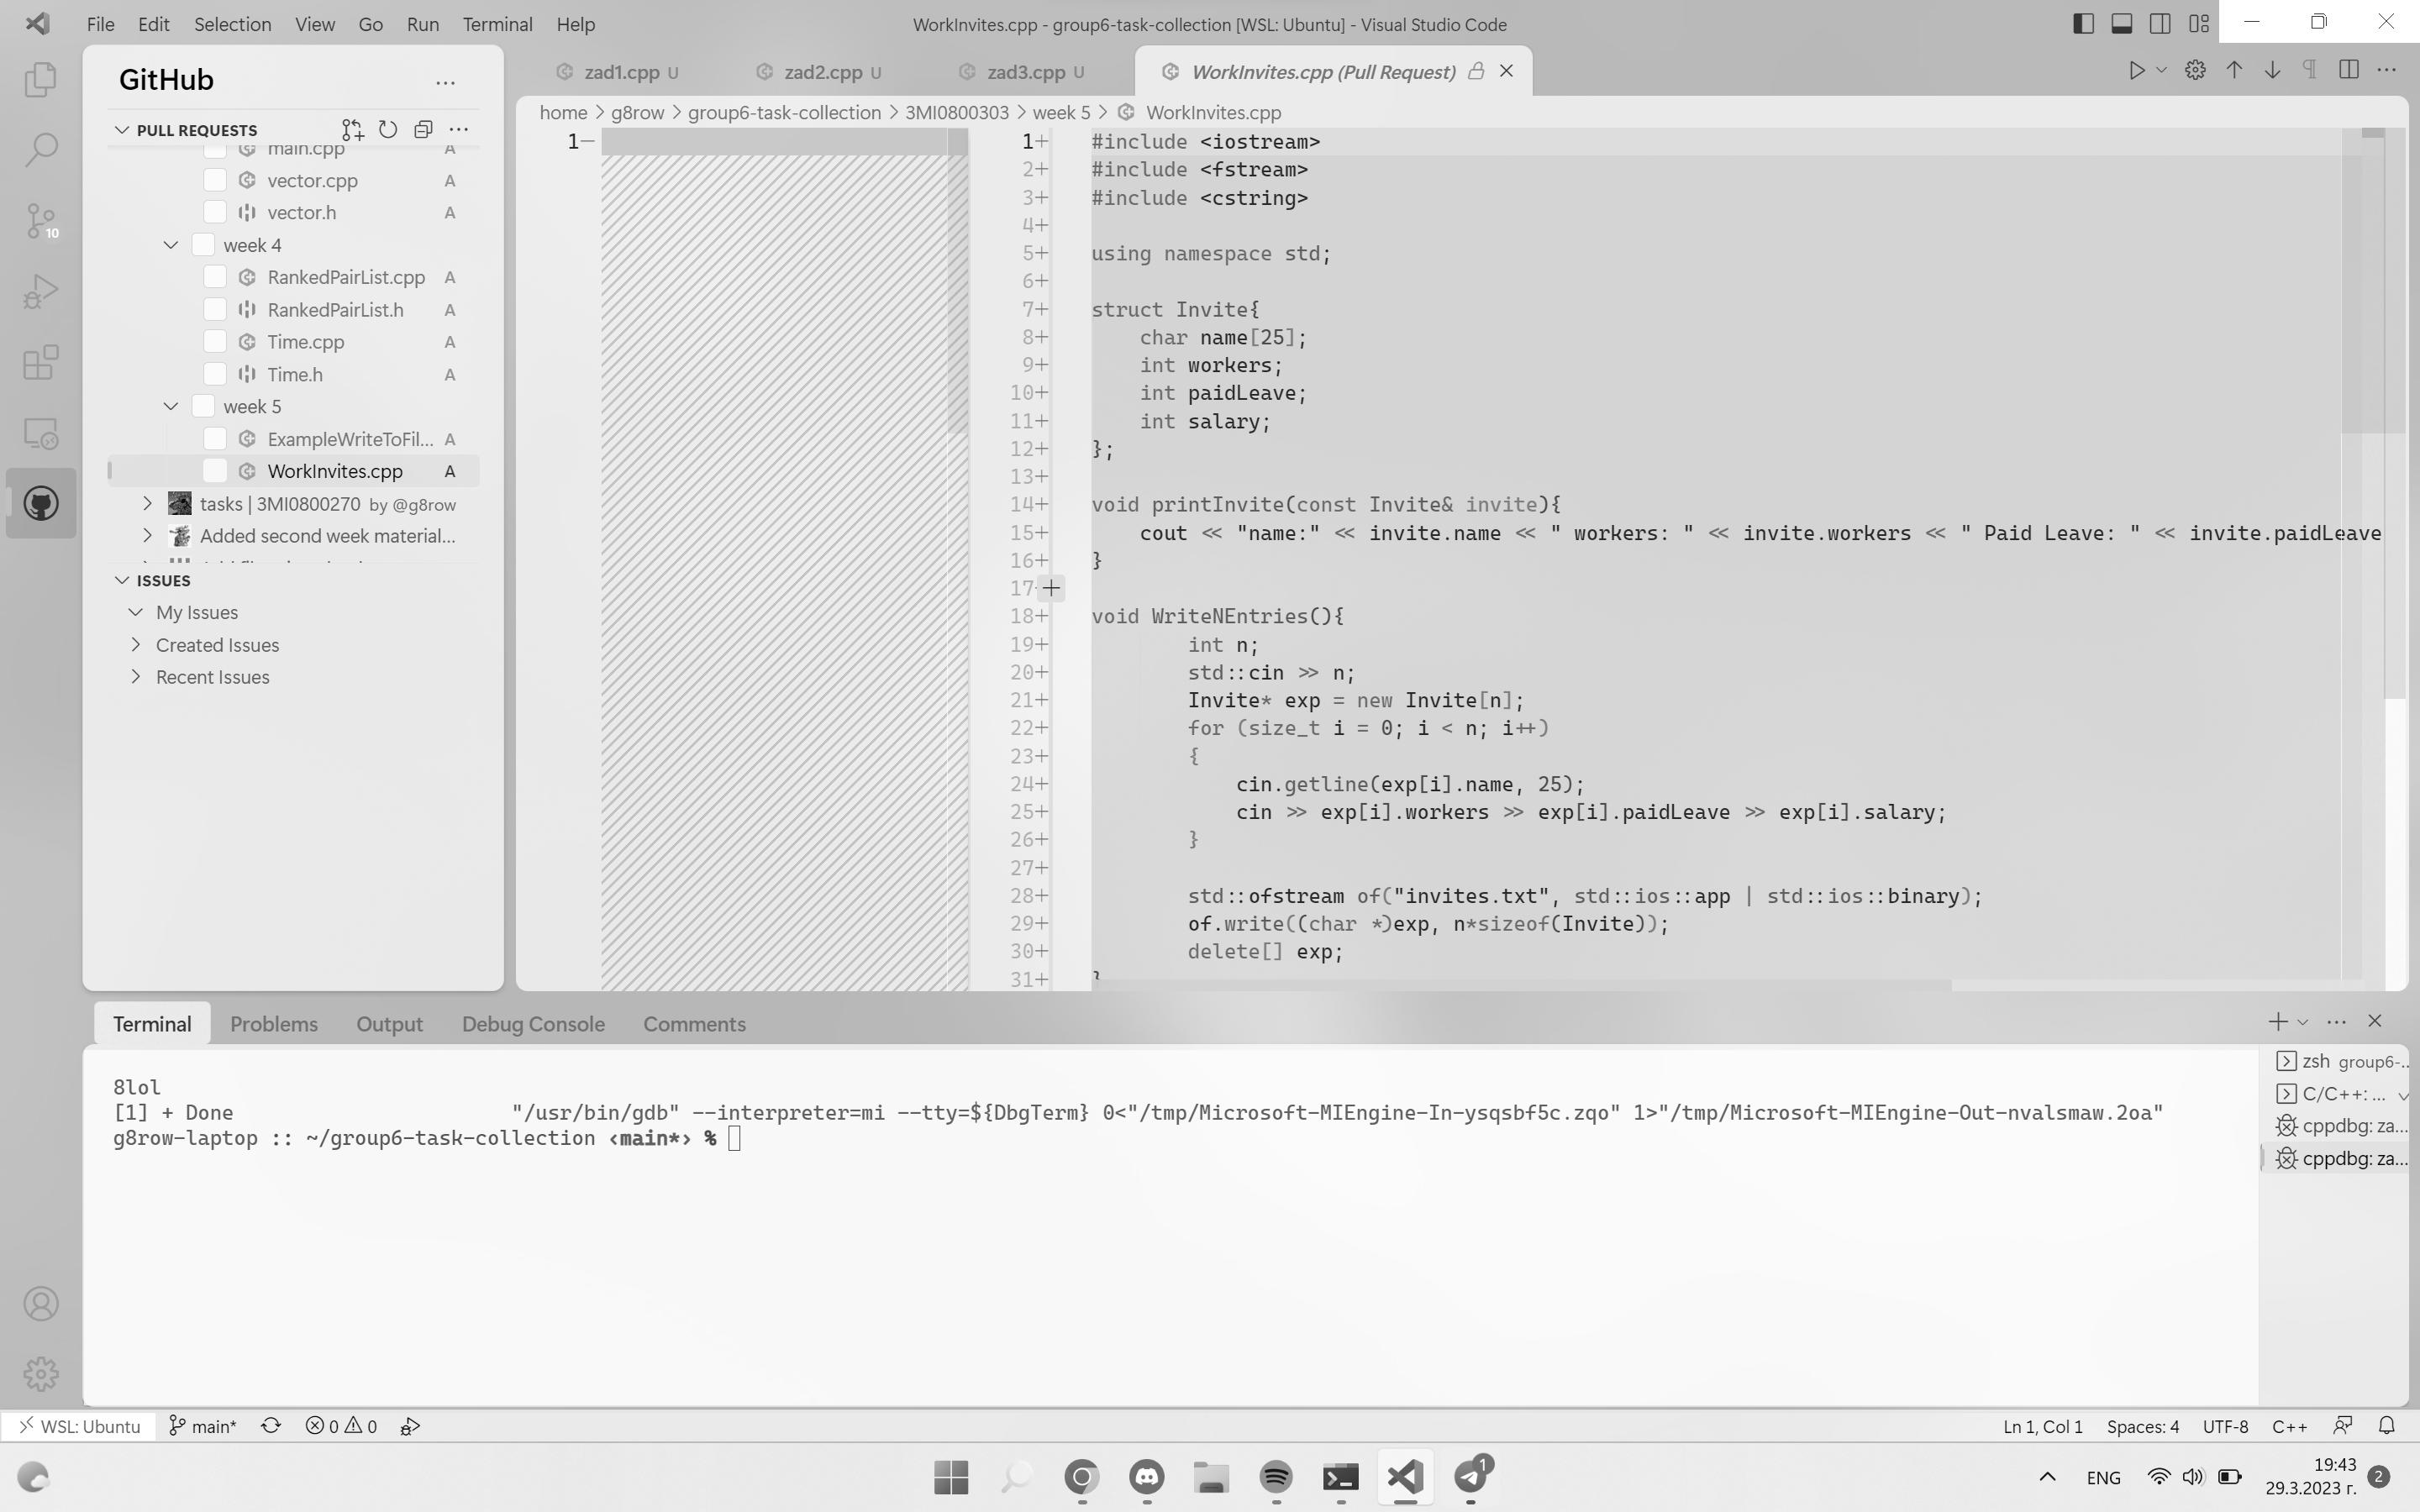 File Edit Selection View Go Run Terminal Help WorkInvites.cpp - group6-task-collection [WSL: Ubuntu] - Visual Studio Code
GitHub ...
PULL REQUESTS
main.cpp A
vector.cpp A
vector.h A
week 4
RankedPairList.cpp A
RankedPairList.h A
Time.cpp A
Time.h A
week 5
ExampleWriteToFil... A
WorkInvites.cpp A
tasks | 3MI0800270 by @g8row
Added second week material...
ISSUES
My Issues
Created Issues
Recent Issues
10
zad1.cpp U zad2.cpp U zad3.cpp U WorkInvites.cpp (Pull Request)
home > g8row > group6-task-collection > 3MI0800303 > week 5 > WorkInvites.cpp
1−
1+ #include <iostream>
2+ #include <fstream>
3+ #include <cstring>
4+
5+ using namespace std;
6+
7+ struct Invite{
8+     char name[25];
9+     int workers;
10+     int paidLeave;
11+     int salary;
12+ };
13+
14+ void printInvite(const Invite& invite){
15+     cout << "name:" << invite.name << " workers: " << invite.workers << " Paid Leave: " << invite.paidLeave
16+ }
17 +
18+ void WriteNEntries(){
19+         int n;
20+         std::cin >> n;
21+         Invite* exp = new Invite[n];
22+         for (size_t i = 0; i < n; i++)
23+         {
24+             cin.getline(exp[i].name, 25);
25+             cin >> exp[i].workers >> exp[i].paidLeave >> exp[i].salary;
26+         }
27+
28+         std::ofstream of("invites.txt", std::ios::app | std::ios::binary);
29+         of.write((char *)exp, n*sizeof(Invite));
30+         delete[] exp;
31+ }
Terminal Problems Output Debug Console Comments
8lol
[1] + Done "/usr/bin/gdb" --interpreter=mi --tty=${DbgTerm} 0<"/tmp/Microsoft-MIEngine-In-ysqsbf5c.zqo" 1>"/tmp/Microsoft-MIEngine-Out-nvalsmaw.2oa"
g8row-laptop :: ~/group6-task-collection ‹main*› %
zsh group6-...
C/C++: ...
cppdbg: za...
cppdbg: za...
WSL: Ubuntu main* 0 0 Ln 1, Col 1 Spaces: 4 UTF-8 C++
1 ENG 19:43
29.3.2023 г. 2